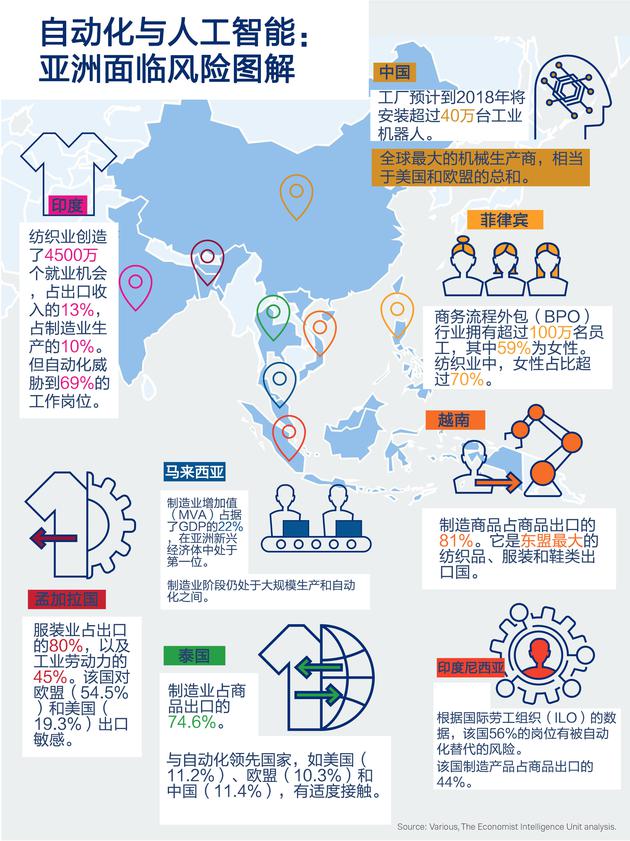 自动化与人工智能：
亚洲面临风险图解
中国
工厂预计到2018年将
安装超过40万台工业
机器人。
全球最大的机械生产商，相当
于美国和欧盟的总和。
印度
纺织业创造
了4500万
个就业机会
，占出口收
入的13%，
占制造业生
产的10%。
但自动化威
胁到69%的
工作岗位。
菲律宾
商务流程外包（BPO）
行业拥有超过100万名员
工，其中59%为女性。
纺织业中，女性占比超
过70%。
越南
制造商品占商品出口的
81%。它是东盟最大的
纺织品、服装和鞋类出
口国。
马来西亚
制造业增加值
（MVA）占据
了GDP的22%
，在亚洲新兴
经济体中处于
第一位。
制造业阶段仍处于大规模生产和自动
化之间。
孟加拉国
服装业占出口
的80%，以及
工业劳动力的
45%。该国对
欧盟（54.5%
）和美国（
19.3%）出口
敏感。
泰国
制造业占商
品出口的
74.6%。
与自动化领先国家，如美国（
11.2%）、欧盟（10.3%）和
中国（11.4%），有适度接触。
印度尼西亚
根据国际劳工组织（ILO）的数
据，该国56%的岗位有被自动
化替代的风险。
该国制造产品占商品出口的
44%。
Source: Various, The Economist Intelligence Unit analysis.